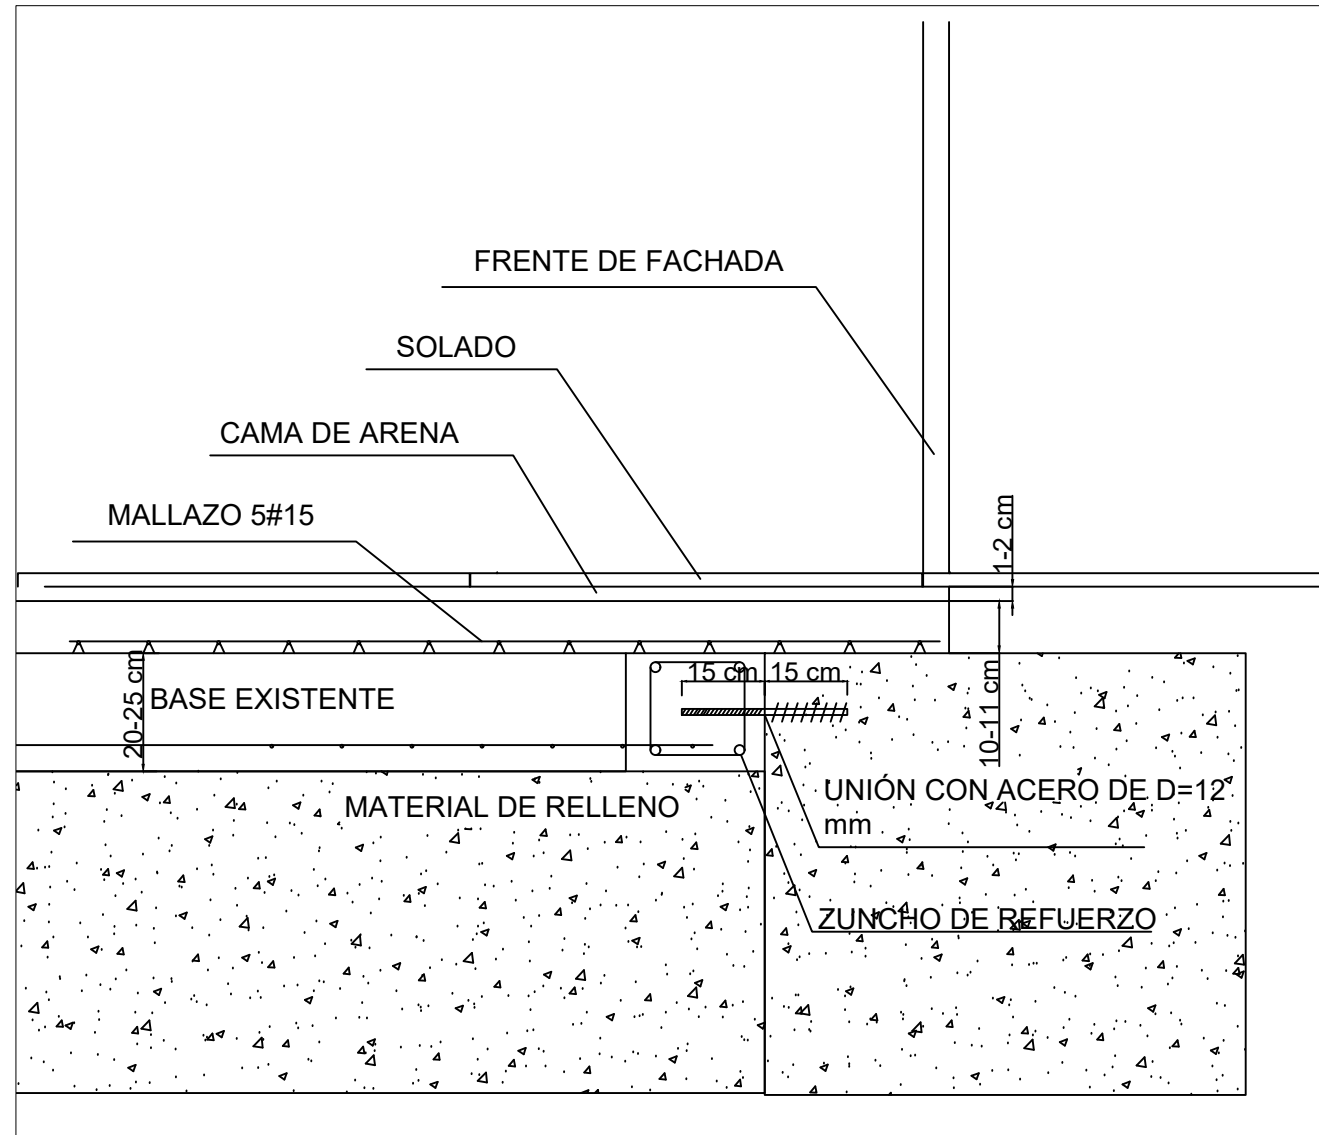 FRENTE DE FACHADA
SOLADO
CAMA DE ARENA
MALLAZO 5#15
1-2 cm
15 cm 15 cm
BASE EXISTENTE
20-25 cm
10-11 cm
MATERIAL DE RELLENO
UNIÓN CON ACERO DE D=12
mm
ZUNCHO DE REFUERZO